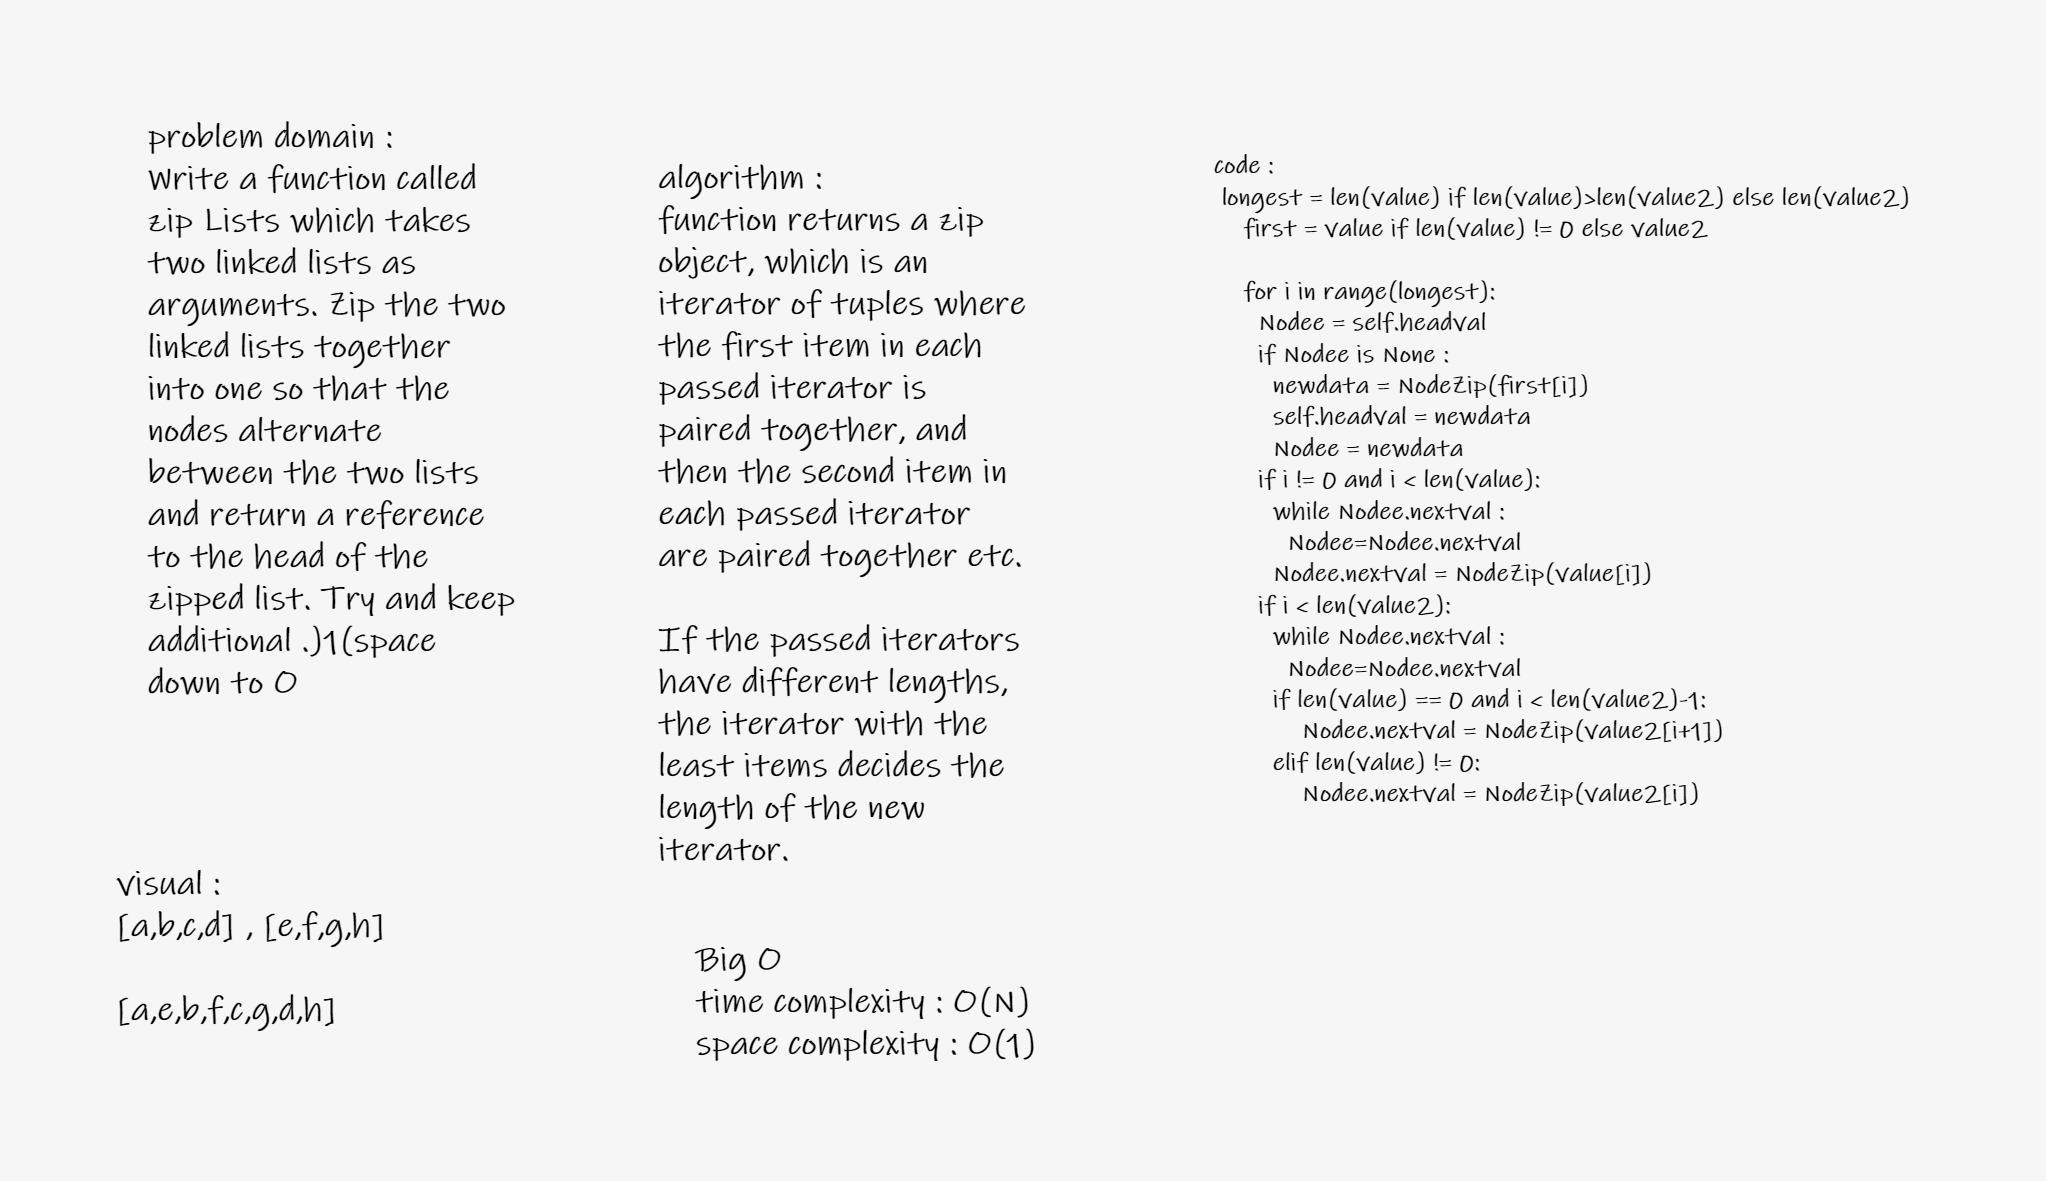 problem domain :
Write a function called
zip Lists which takes
two linked lists as
arguments. Zip the two
linked lists together
into one so that the
nodes alternate
between the two lists
and return a reference
to the head of the
zipped list. Try and keep
additional .)1(space
down to O
visual :
[a,b,c,d] , [e,f,g,h]
[a,e,b,f,c,g,d,h]
algorithm :
function returns a zip
object, which is an
iterator of tuples where
the first item in each
passed iterator is
paired together, and
then the second item in
each passed iterator
are paired together etc.
If the passed iterators
have different lengths,
the iterator with the
least items decides the
length of the new
iterator.
Big O
time complexity : O(N)
space complexity : O(1)
code :
longest = len(value) if len(value)>len(value2) else len(value2)
first = value if len(value) != 0 else value2
for i in range(longest):
Nodee = self.headval
if Nodee is None :
newdata = NodeZip(first[i])
self.headval = newdata
Nodee = newdata
if i != 0 and i < len(value):
while Nodee.nextval :
Nodee=Nodee.nextval
Nodee.nextval = NodeZip(value[i])
if i < len(value2):
while Nodee.nextval :
Nodee=Nodee.nextval
if len(value) == 0 and i < len(value2)-1:
Nodee.nextval = NodeZip(value2[i+1])
elif len(value) != 0:
Nodee.nextval = NodeZip(value2[i])